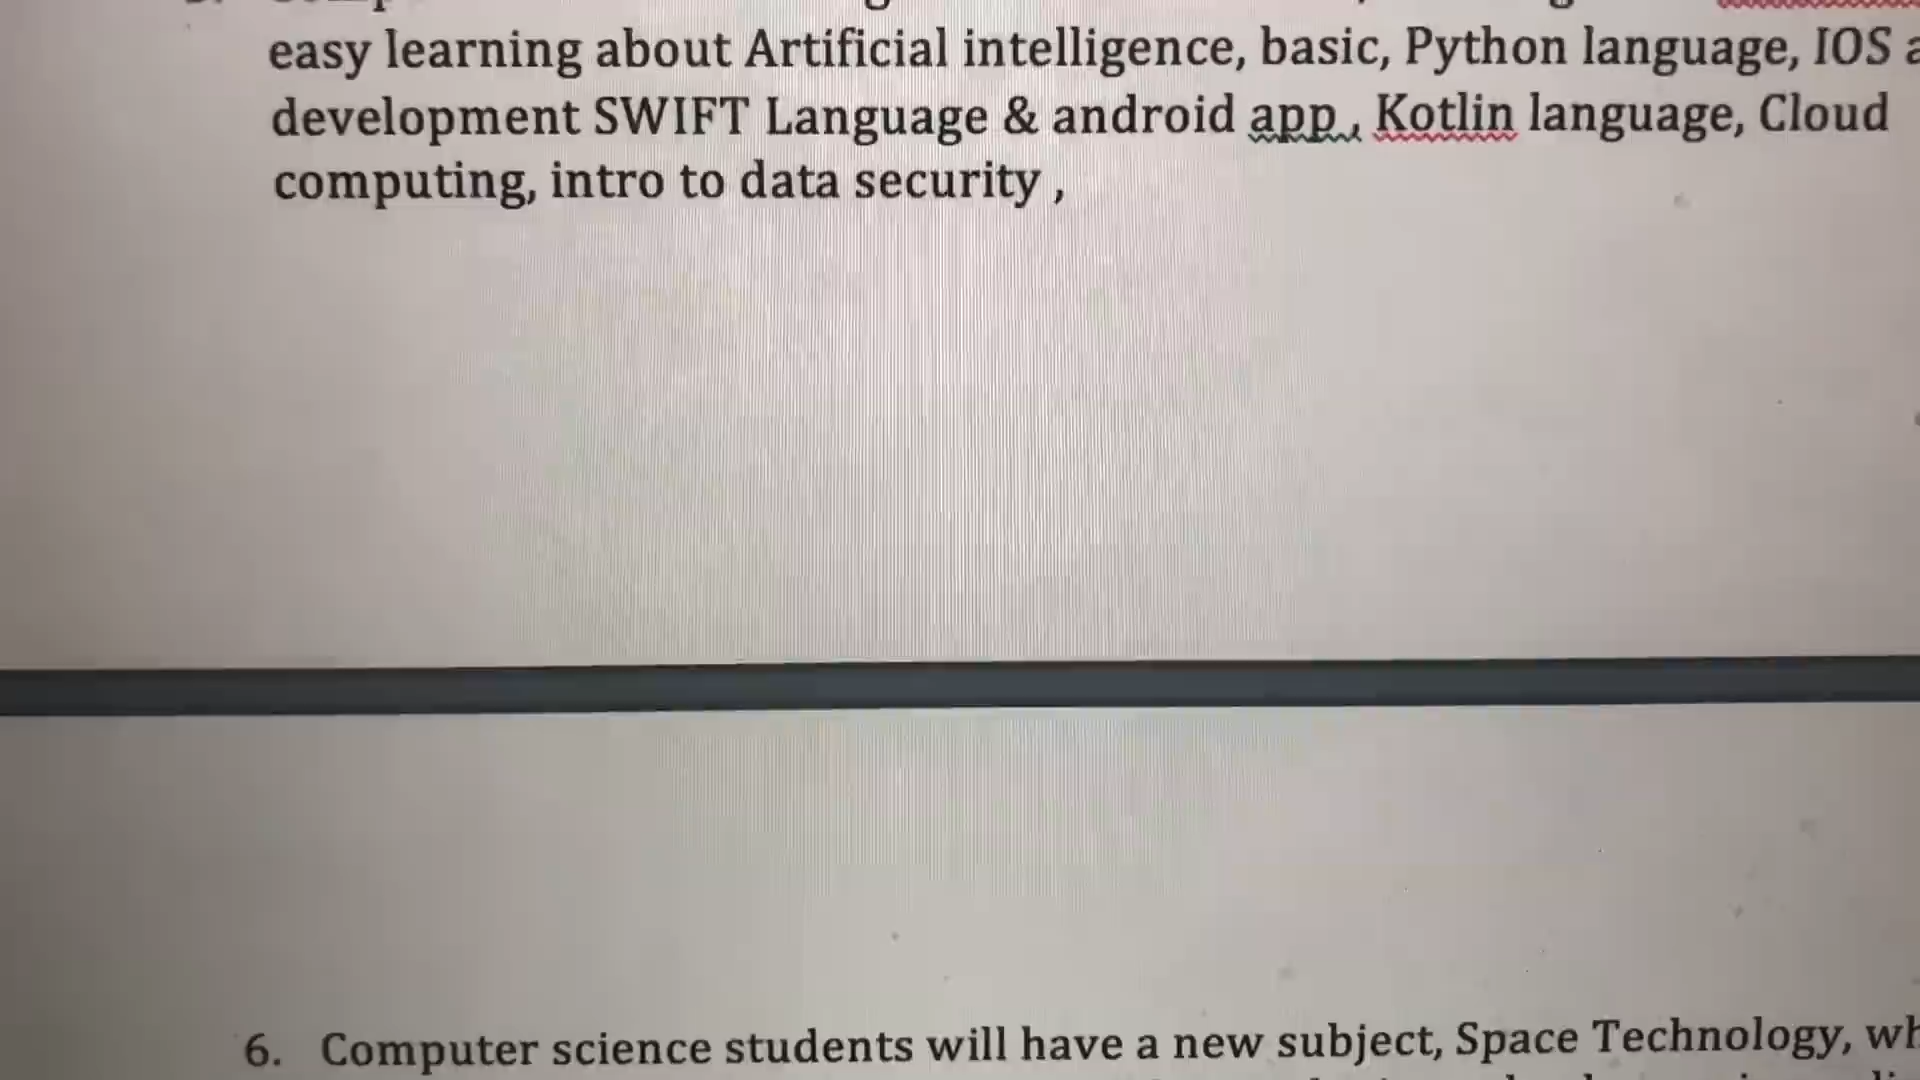 easy learning about Artificial intelligence, basic, Python language, IOS
development SWIFT Language & android app , Kotlin language, Cloud
computing, intro to data security ,
6. Computer science students will have a new subject, Space Technology,